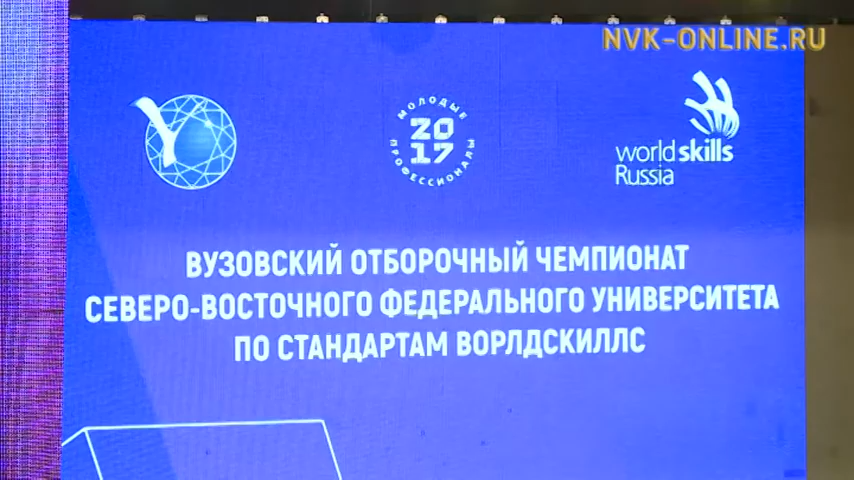 NVK-ONLINE.RU
МОЛОДЫЕ
2017
ПРОФЕССИОНАЛЫ
worldskills
Russia
ВУЗОВСКИЙ ОТБОРОЧНЫЙ ЧЕМПИОНАТ
СЕВЕРО-ВОСТОЧНОГО ФЕДЕРАЛЬНОГО УНИВЕРСИТЕТА
ПО СТАНДАРТАМ ВОРЛДСКИЛЛС